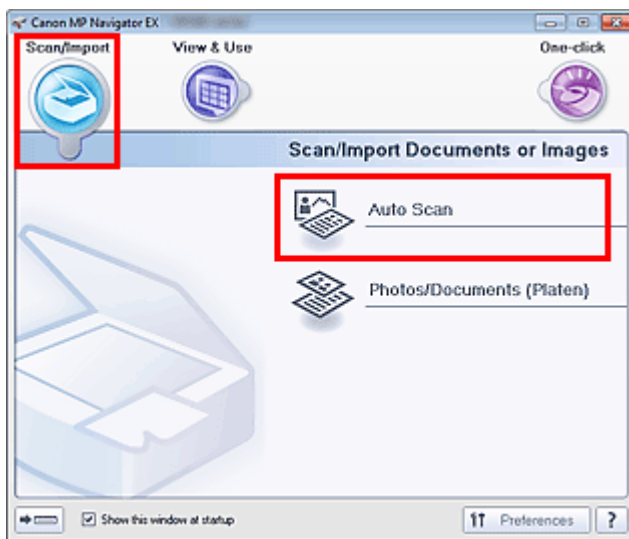 Canon MP Navigator EX
Scan/Import
View & Use
One-click
Scan/Import Documents or Images
Auto Scan
Photos/Documents (Platen)
Show this window at startup
Preferences
?